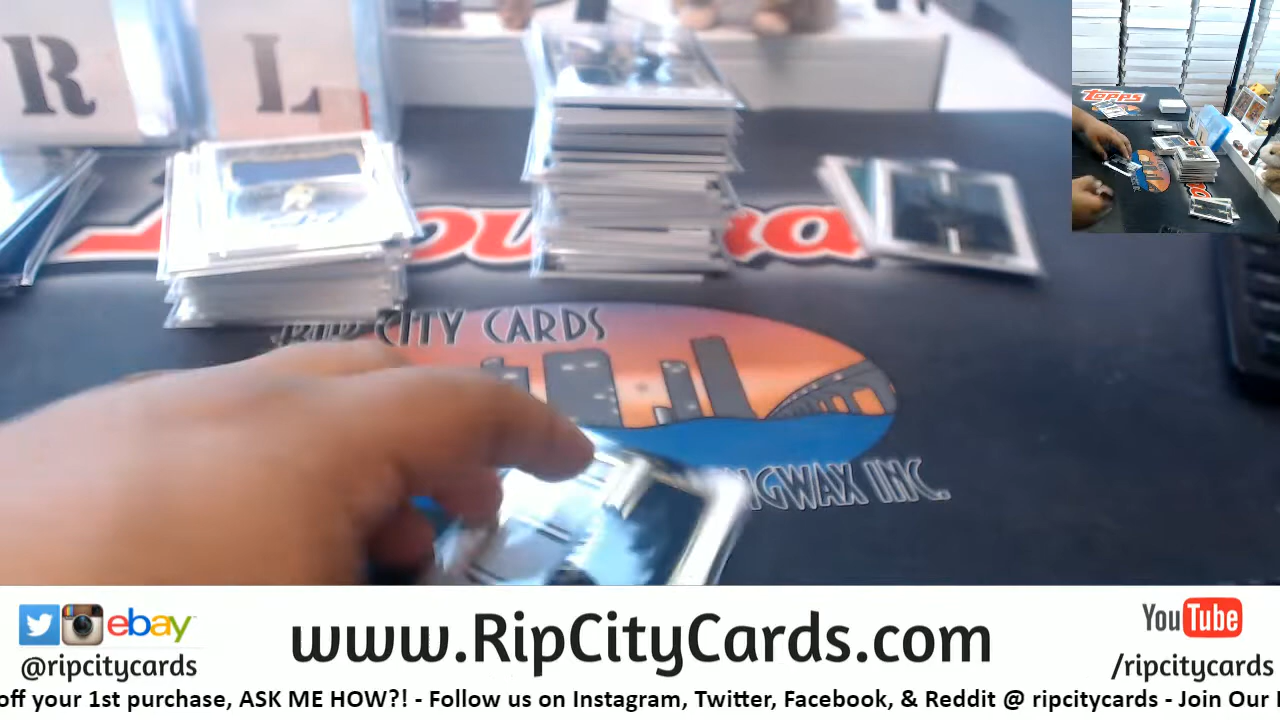 R L
topps
RIP CITY CARDS
INGWAX INC.
ebay
www.RipCityCards.com
YouTube
@ripcitycards
/ripcitycards
off your 1st purchase, ASK ME HOW?! - Follow us on Instagram, Twitter, Facebook, & Reddit @ ripcitycards - Join Our